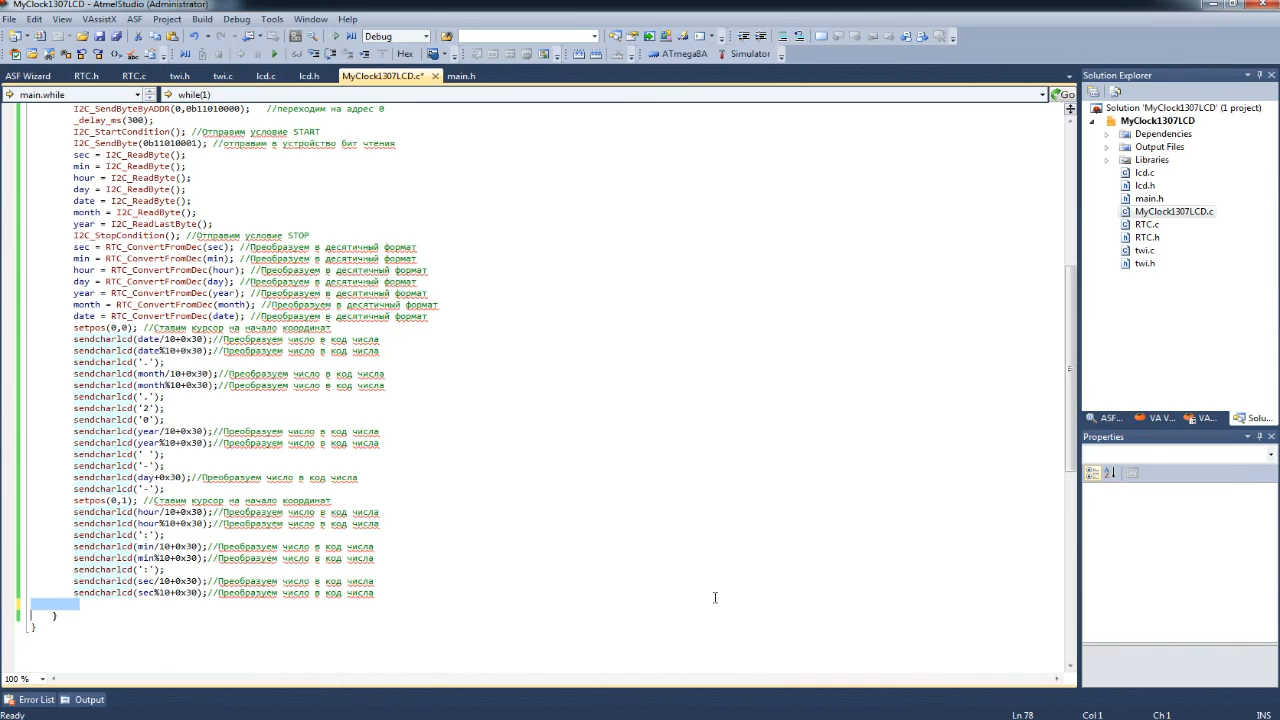 MyClock1307LCD - AtmelStudio (Administrator)
File Edit View VAssistX ASF Project Build Debug Tools Window Help
Debug
Hex ATmega8A Simulator
ASF Wizard RTC.h RTC.c twi.h twi.c lcd.c lcd.h MyClock1307LCD.c* main.h
main.while while(1) Go
I2C_SendByteByADDR(0,0b11010000); //переходим на адрес 0
_delay_ms(300);
I2C_StartCondition(); //Отправим условие START
I2C_SendByte(0b11010001); //отправим в устройство бит чтения
sec = I2C_ReadByte();
min = I2C_ReadByte();
hour = I2C_ReadByte();
day = I2C_ReadByte();
date = I2C_ReadByte();
month = I2C_ReadByte();
year = I2C_ReadLastByte();
I2C_StopCondition(); //Отправим условие STOP
sec = RTC_ConvertFromDec(sec); //Преобразуем в десятичный формат
min = RTC_ConvertFromDec(min); //Преобразуем в десятичный формат
hour = RTC_ConvertFromDec(hour); //Преобразуем в десятичный формат
day = RTC_ConvertFromDec(day); //Преобразуем в десятичный формат
year = RTC_ConvertFromDec(year); //Преобразуем в десятичный формат
month = RTC_ConvertFromDec(month); //Преобразуем в десятичный формат
date = RTC_ConvertFromDec(date); //Преобразуем в десятичный формат
setpos(0,0); //Ставим курсор на начало координат
sendcharlcd(date/10+0x30);//Преобразуем число в код числа
sendcharlcd(date%10+0x30);//Преобразуем число в код числа
sendcharlcd('.');
sendcharlcd(month/10+0x30);//Преобразуем число в код числа
sendcharlcd(month%10+0x30);//Преобразуем число в код числа
sendcharlcd('.');
sendcharlcd('2');
sendcharlcd('0');
sendcharlcd(year/10+0x30);//Преобразуем число в код числа
sendcharlcd(year%10+0x30);//Преобразуем число в код числа
sendcharlcd(' ');
sendcharlcd('-');
sendcharlcd(day+0x30);//Преобразуем число в код числа
sendcharlcd('-');
setpos(0,1); //Ставим курсор на начало координат
sendcharlcd(hour/10+0x30);//Преобразуем число в код числа
sendcharlcd(hour%10+0x30);//Преобразуем число в код числа
sendcharlcd(':');
sendcharlcd(min/10+0x30);//Преобразуем число в код числа
sendcharlcd(min%10+0x30);//Преобразуем число в код числа
sendcharlcd(':');
sendcharlcd(sec/10+0x30);//Преобразуем число в код числа
sendcharlcd(sec%10+0x30);//Преобразуем число в код числа
}
}
100 %
Error List Output
Solution Explorer
Solution 'MyClock1307LCD' (1 project)
MyClock1307LCD
Dependencies
Output Files
Libraries
lcd.c
lcd.h
main.h
MyClock1307LCD.c
RTC.c
RTC.h
twi.c
twi.h
ASF... VA V... VA... Solu...
Properties
Ready Ln 78 Col 1 Ch 1 INS